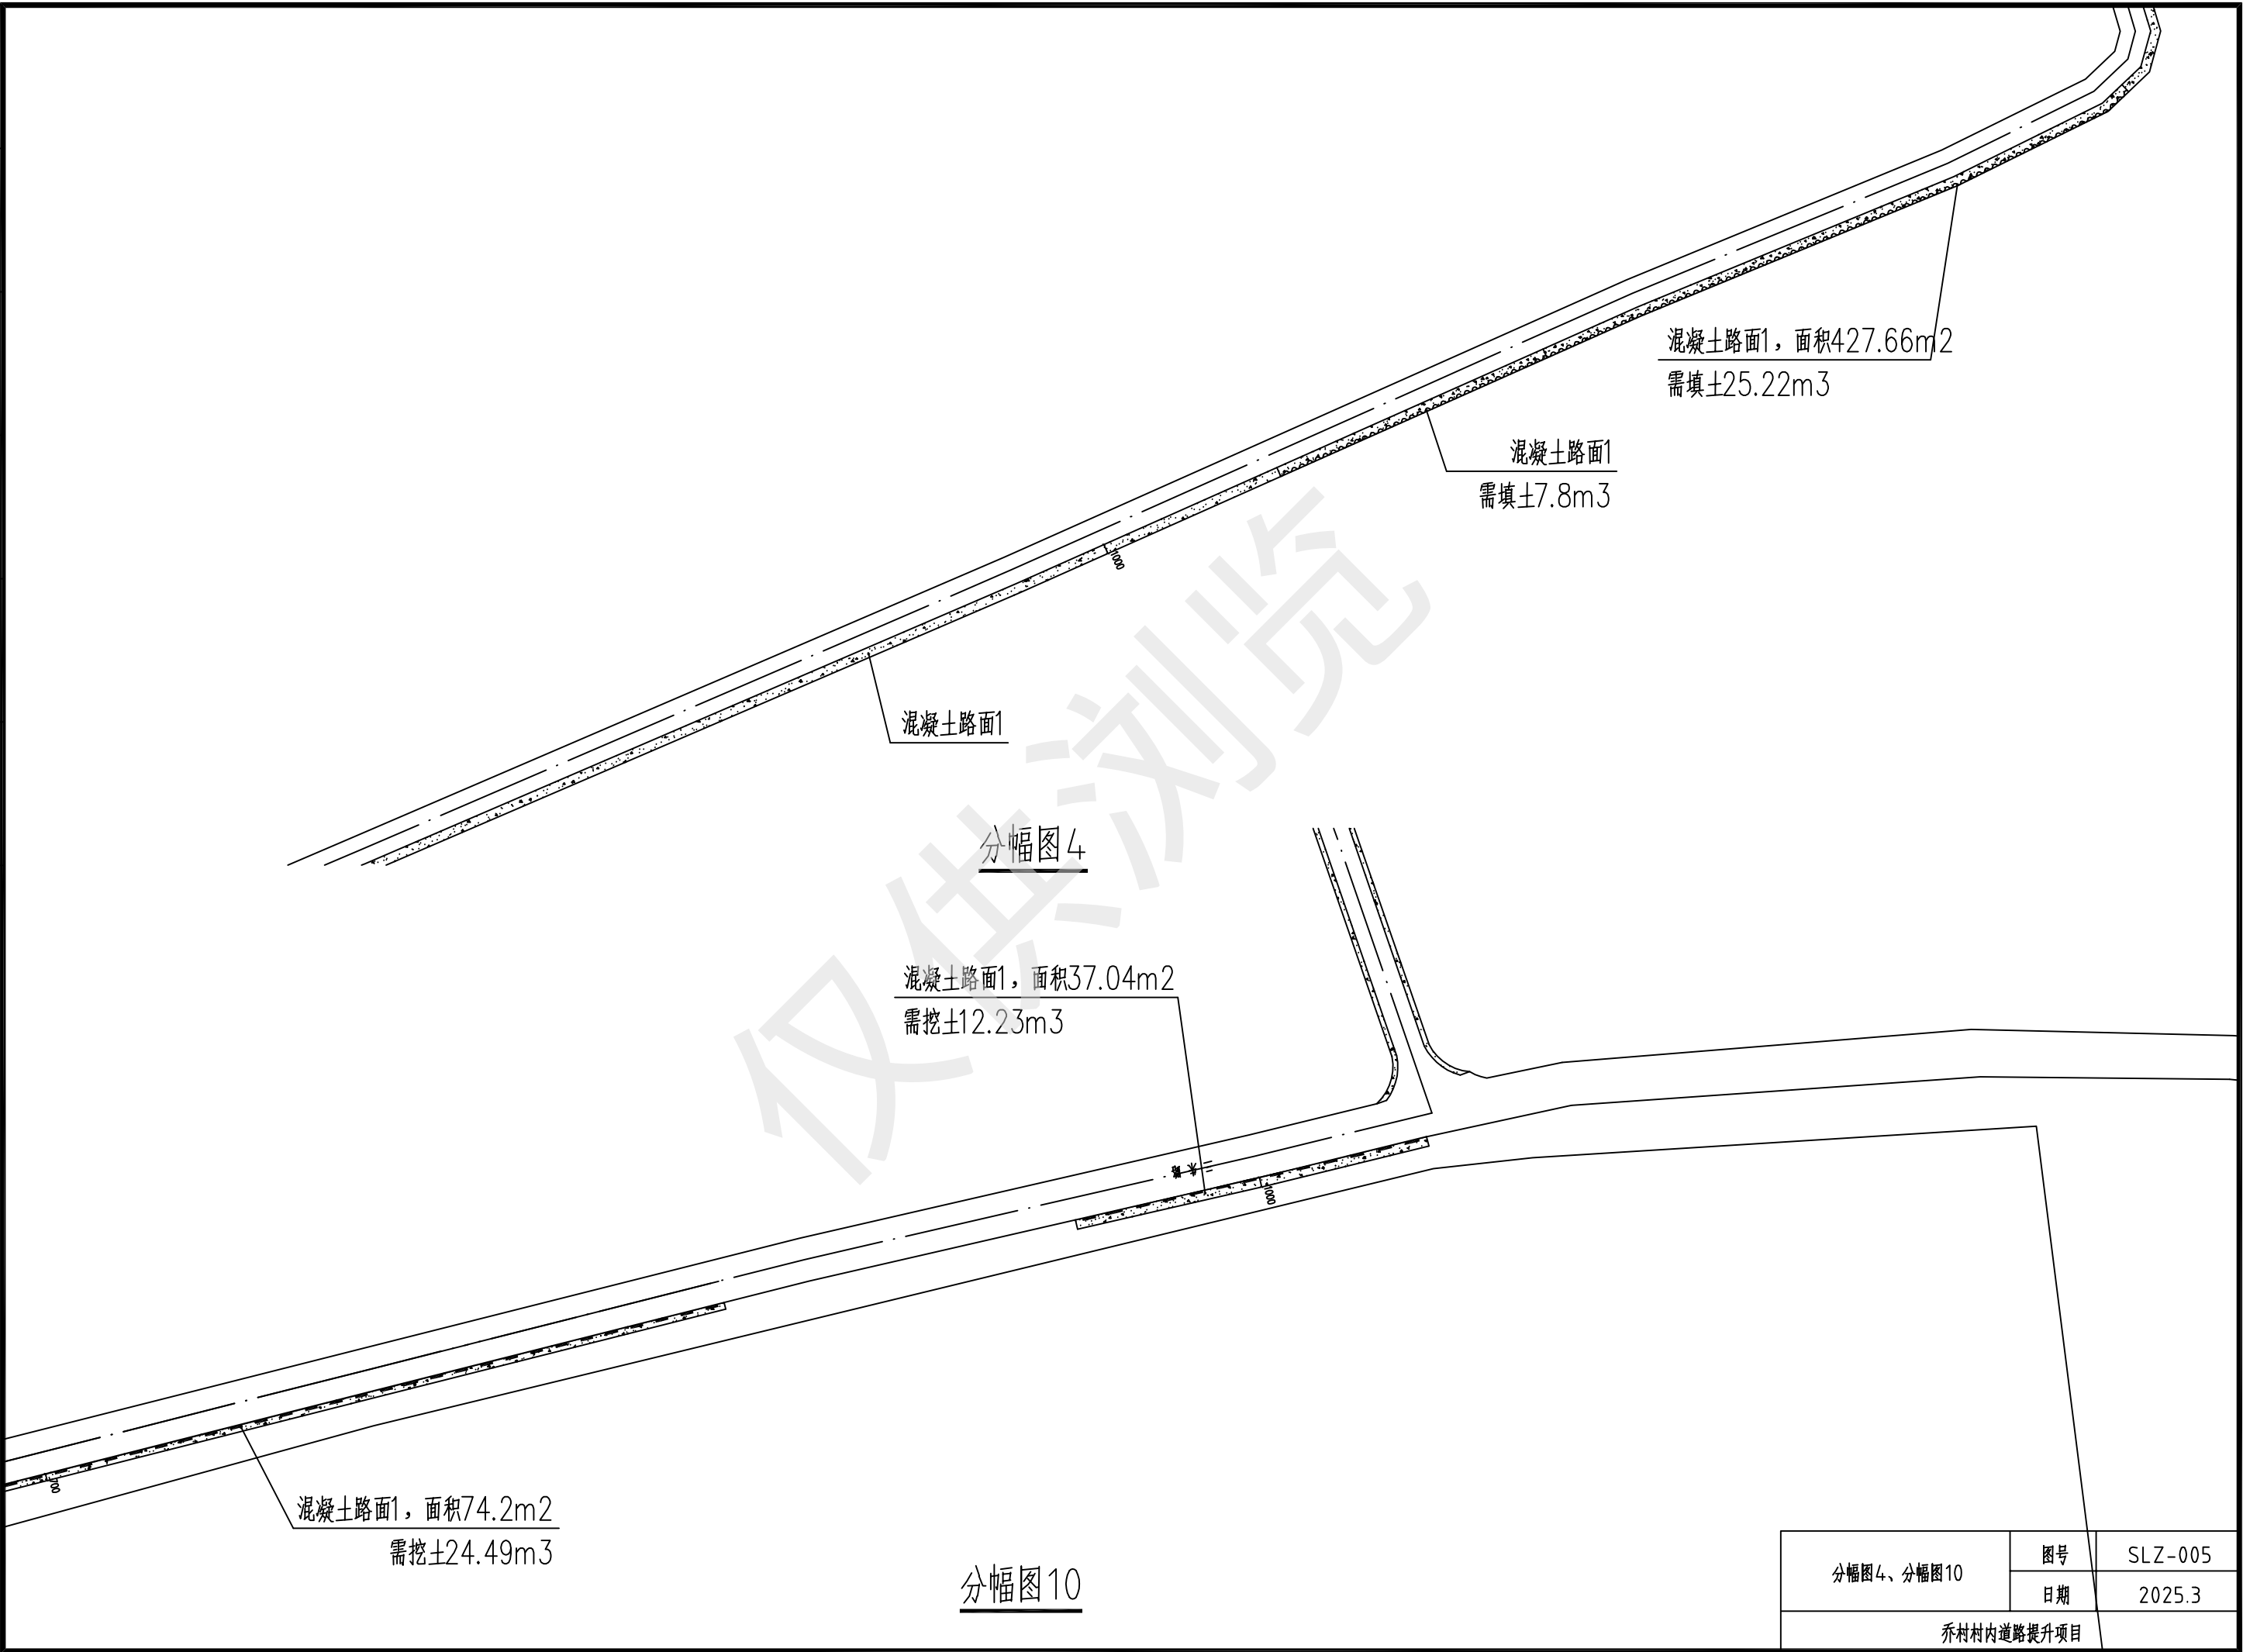 混凝土路面1，面积427.66m2
需填土25.22m3
混凝土路面1
需填土7.8m3
1000
混凝土路面1
分幅图4
混凝土路面1，面积37.04m2
需挖土12.23m3
1000
700
混凝土路面1，面积74.2m2
需挖土24.49m3
分幅图10
仅供浏览
分幅图4、分幅图10
图号
SLZ-005
日期
2025.3
乔村村内道路提升项目